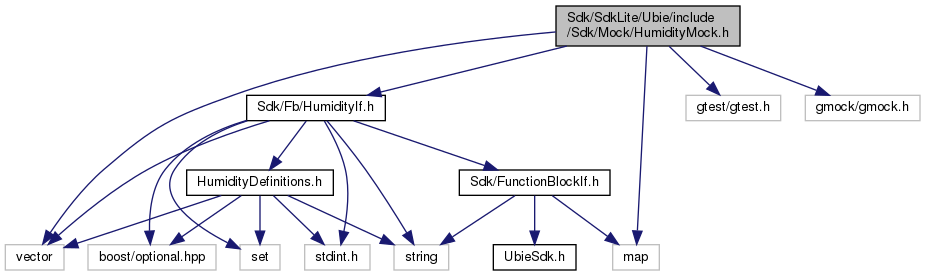 Sdk/SdkLite/Ubie/include
/Sdk/Mock/HumidityMock.h
Sdk/Fb/HumidityIf.h
gtest/gtest.h
gmock/gmock.h
HumidityDefinitions.h
Sdk/FunctionBlockIf.h
vector
boost/optional.hpp
set
stdint.h
string
UbieSdk.h
map